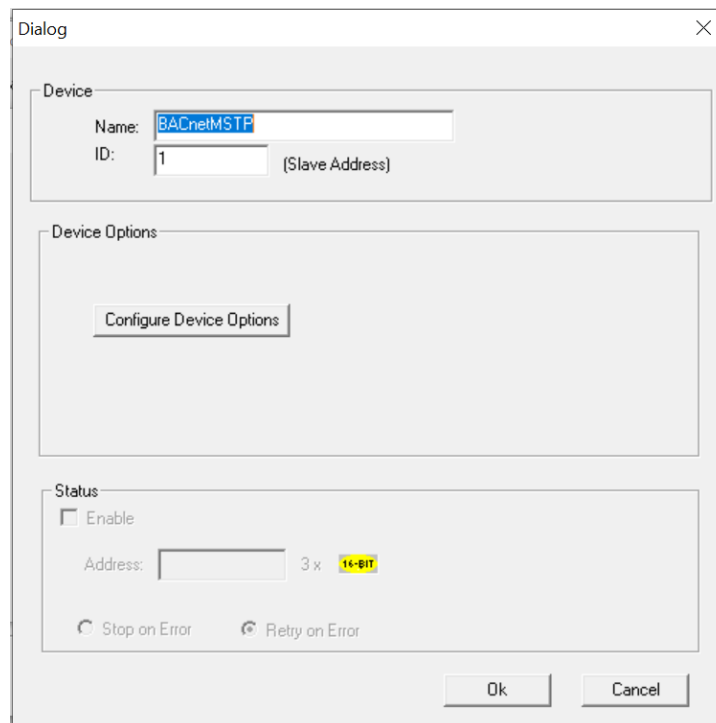 Dialog
Device
Name: BACnetMSTP
ID: 1 (Slave Address)
Device Options
Configure Device Options
Status
Enable
Address: 3 x 16-BIT
Stop on Error Retry on Error
Ok Cancel